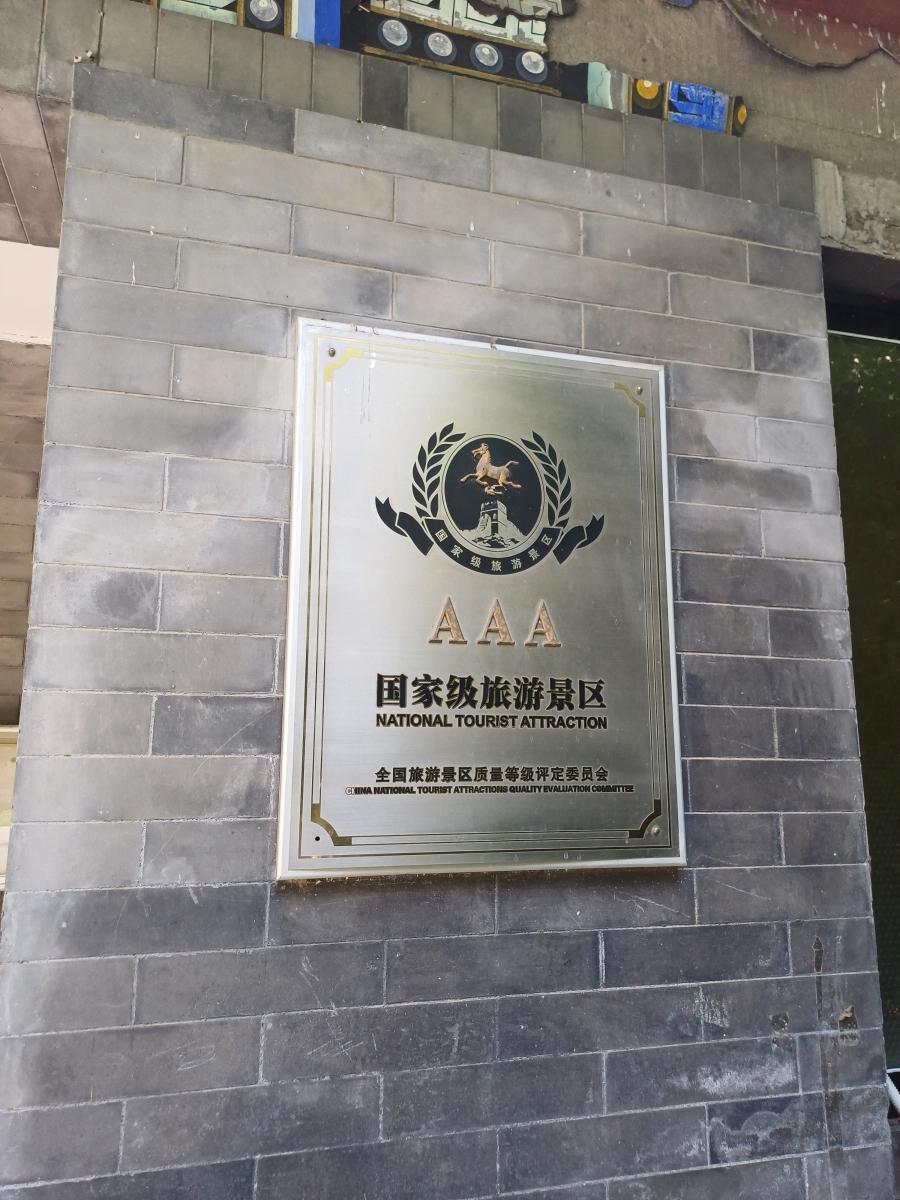 国家级旅游景区
AAA
国家级旅游景区
NATIONAL TOURIST ATTRACTION
全国旅游景区质量等级评定委员会
CHINA NATIONAL TOURIST ATTRACTIONS QUALITY EVALUATION COMMITTEE